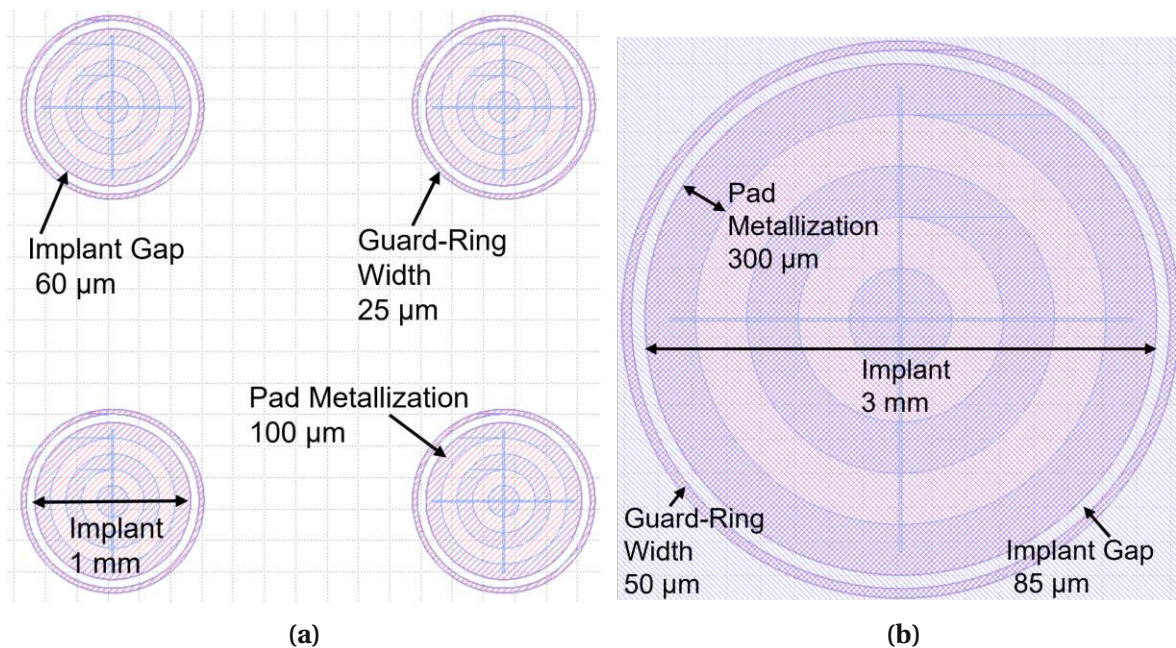 Implant Gap
60 µm
Guard-Ring
Width
25 µm
Pad Metallization
100 µm
Implant
1 mm
(a)
Pad
Metallization
300 µm
Implant
3 mm
Guard-Ring
Width
50 µm
Implant Gap
85 µm
(b)